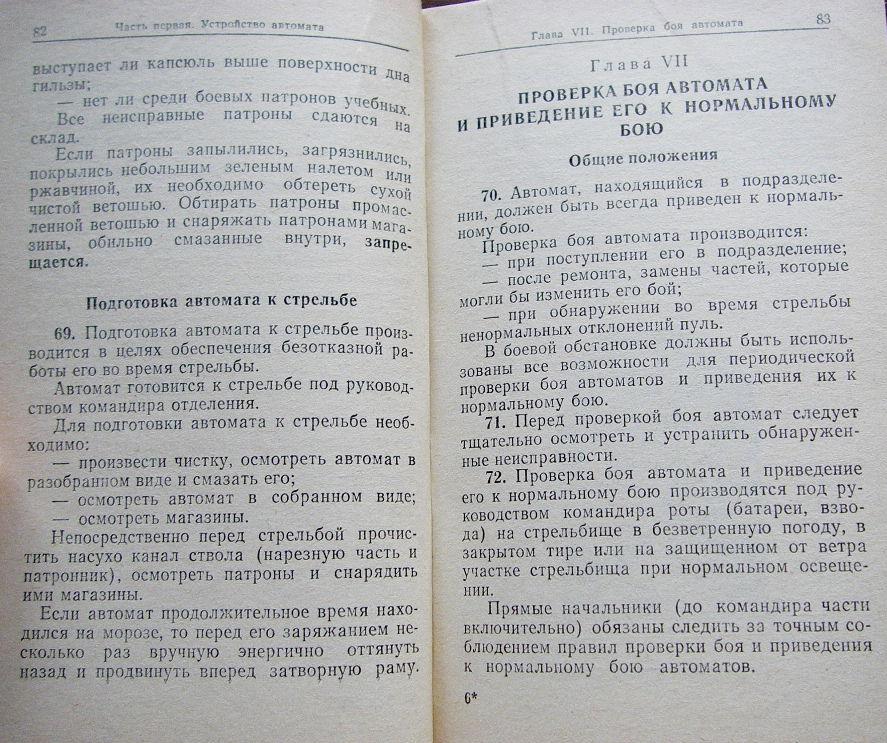 82
Часть первая. Устройство автомата
выступает ли капсюль выше поверхности дна
гильзы;
— нет ли среди боевых патронов учебных.
Все неисправные патроны сдаются на
склад.
Если патроны запылились, загрязнились,
покрылись небольшим зеленым налетом или
ржавчиной, их необходимо обтереть сухой
чистой ветошью. Обтирать патроны промас-
ленной ветошью и снаряжать патронами мага-
зины, обильно смазанные внутри, запре-
щается.
Подготовка автомата к стрельбе
69. Подготовка автомата к стрельбе произ-
водится в целях обеспечения безотказной ра-
боты его во время стрельбы.
Автомат готовится к стрельбе под руковод-
ством командира отделения.
Для подготовки автомата к стрельбе необ-
ходимо:
— произвести чистку, осмотреть автомат в
разобранном виде и смазать его;
— осмотреть автомат в собранном виде;
— осмотреть магазины.
Непосредственно перед стрельбой прочис-
тить насухо канал ствола (нарезную часть и
патронник), осмотреть патроны и снарядить
ими магазины.
Если автомат продолжительное время нахо-
дился на морозе, то перед его заряжанием не-
сколько раз вручную энергично оттянуть
назад и продвинуть вперед затворную раму.
Глава VII. Проверка боя автомата
83
Глава VII
ПРОВЕРКА БОЯ АВТОМАТА
И ПРИВЕДЕНИЕ ЕГО К НОРМАЛЬНОМУ
БОЮ
Общие положения
70. Автомат, находящийся в подразделе-
нии, должен быть всегда приведен к нормаль-
ному бою.
Проверка боя автомата производится:
— при поступлении его в подразделение;
— после ремонта, замены частей, которые
могли бы изменить его бой;
— при обнаружении во время стрельбы
ненормальных отклонений пуль.
В боевой обстановке должны быть исполь-
зованы все возможности для периодической
проверки боя автоматов и приведения их к
нормальному бою.
71. Перед проверкой боя автомат следует
тщательно осмотреть и устранить обнаружен-
ные неисправности.
72. Проверка боя автомата и приведение
его к нормальному бою производятся под ру-
ководством командира роты (батареи, взво-
да) на стрельбище в безветренную погоду, в
закрытом тире или на защищенном от ветра
участке стрельбища при нормальном освеще-
нии.
Прямые начальники (до командира части
включительно) обязаны следить за точным со-
блюдением правил проверки боя и приведения
к нормальному бою автоматов.
6*